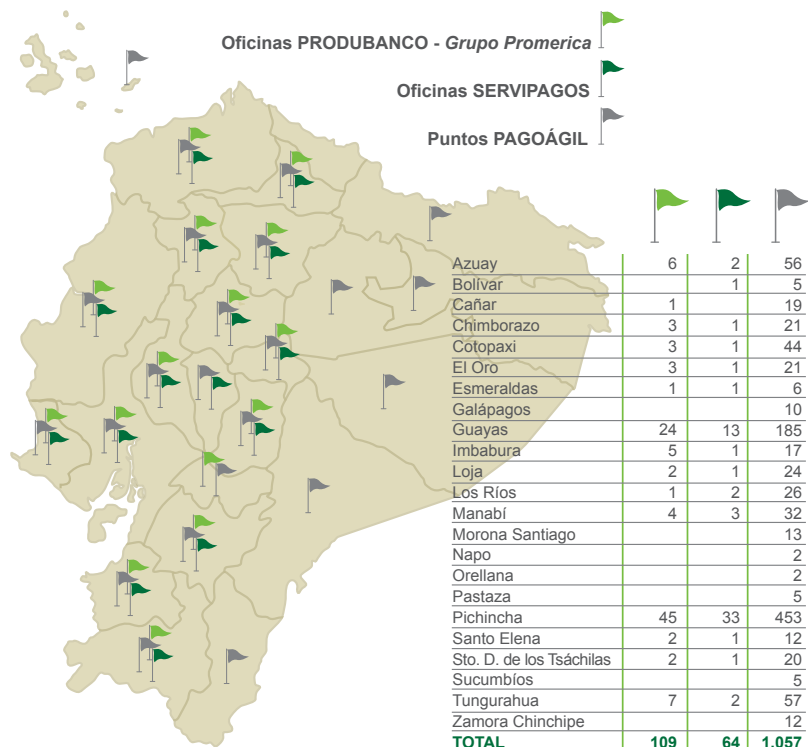 Oficinas PRODUBANCO - Grupo Promerica
Oficinas SERVIPAGOS
Puntos PAGOÁGIL
Azuay 6 2 56
Bolívar 1 5
Cañar 1 19
Chimborazo 3 1 21
Cotopaxi 3 1 44
El Oro 3 1 21
Esmeraldas 1 1 6
Galápagos 10
Guayas 24 13 185
Imbabura 5 1 17
Loja 2 1 24
Los Ríos 1 2 26
Manabí 4 3 32
Morona Santiago 13
Napo 2
Orellana 2
Pastaza 5
Pichincha 45 33 453
Santo Elena 2 1 12
Sto. D. de los Tsáchilas 2 1 20
Sucumbíos 5
Tungurahua 7 2 57
Zamora Chinchipe 12
TOTAL 109 64 1.057